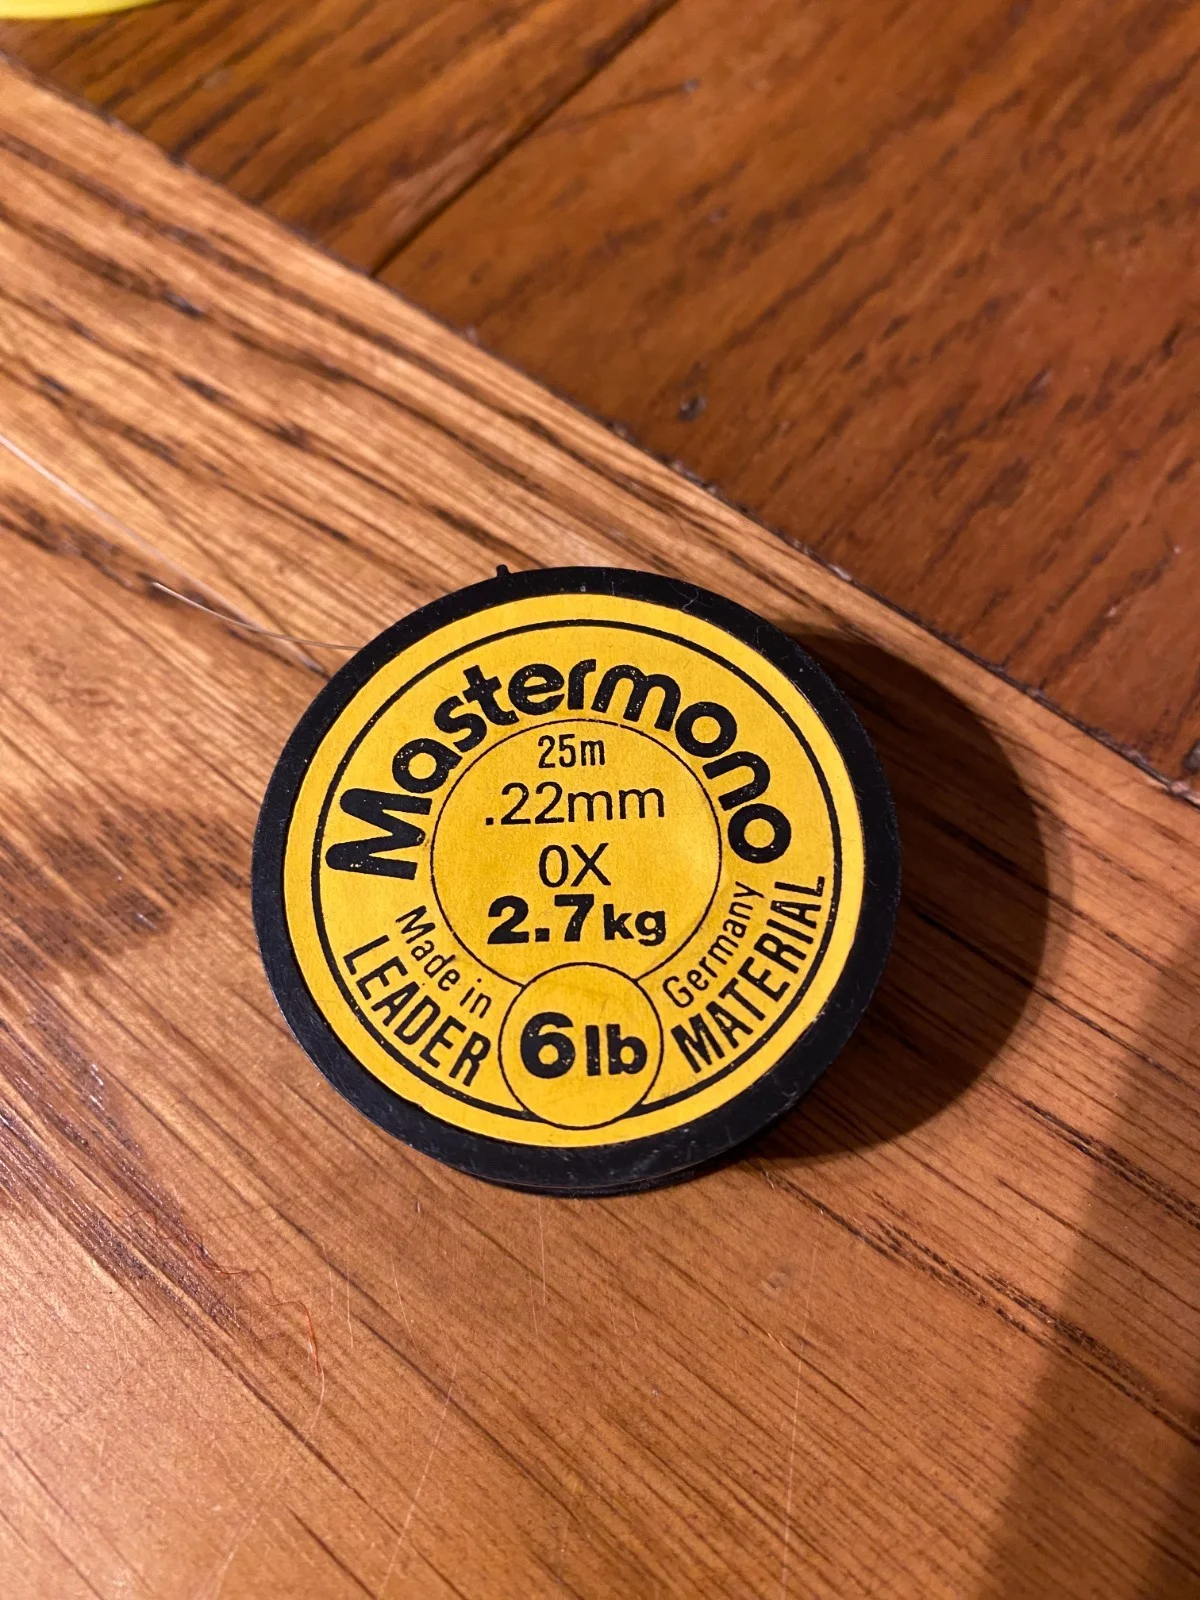 Mastermono
25m
.22mm
0X
2.7kg
Made in Germany
LEADER MATERIAL
6lb